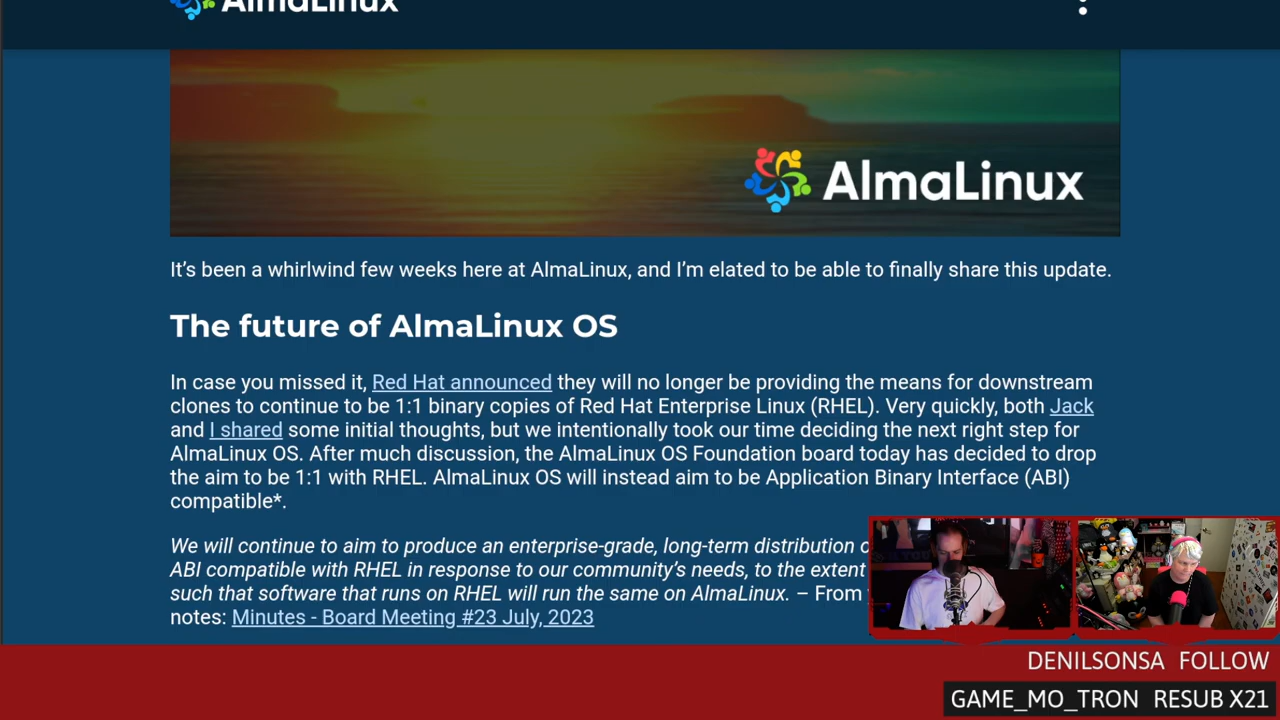 AlmaLinux
AlmaLinux
It’s been a whirlwind few weeks here at AlmaLinux, and I’m elated to be able to finally share this update.
The future of AlmaLinux OS
In case you missed it, Red Hat announced they will no longer be providing the means for downstream
clones to continue to be 1:1 binary copies of Red Hat Enterprise Linux (RHEL). Very quickly, both Jack
and I shared some initial thoughts, but we intentionally took our time deciding the next right step for
AlmaLinux OS. After much discussion, the AlmaLinux OS Foundation board today has decided to drop
the aim to be 1:1 with RHEL. AlmaLinux OS will instead aim to be Application Binary Interface (ABI)
compatible*.
We will continue to aim to produce an enterprise-grade, long-term distribution
ABI compatible with RHEL in response to our community’s needs, to the extent
such that software that runs on RHEL will run the same on AlmaLinux. – From
notes: Minutes - Board Meeting #23 July, 2023
DENILSONSA FOLLOW
GAME_MO_TRON RESUB X21